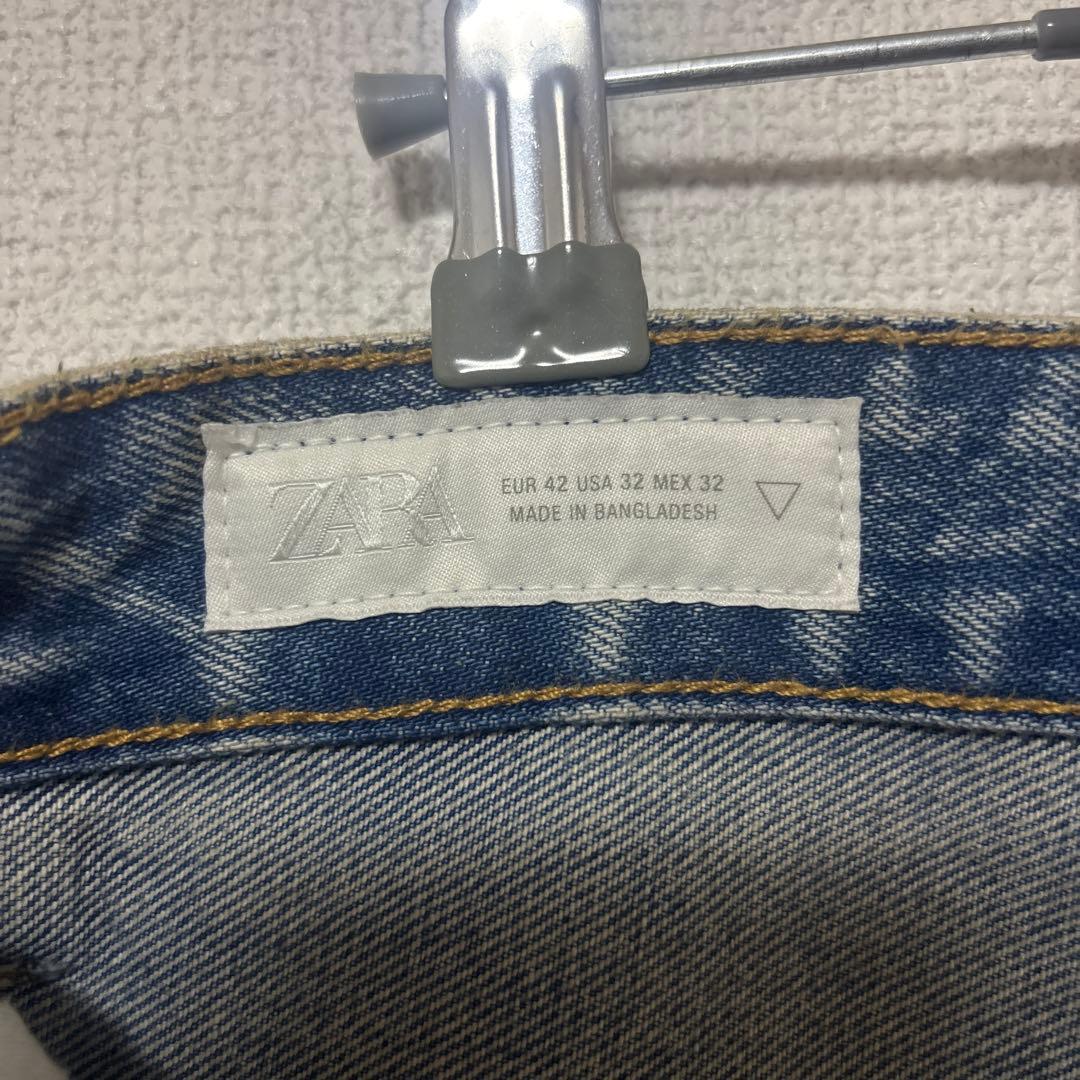 ZARA
EUR 42 USA 32 MEX 32
MADE IN BANGLADESH